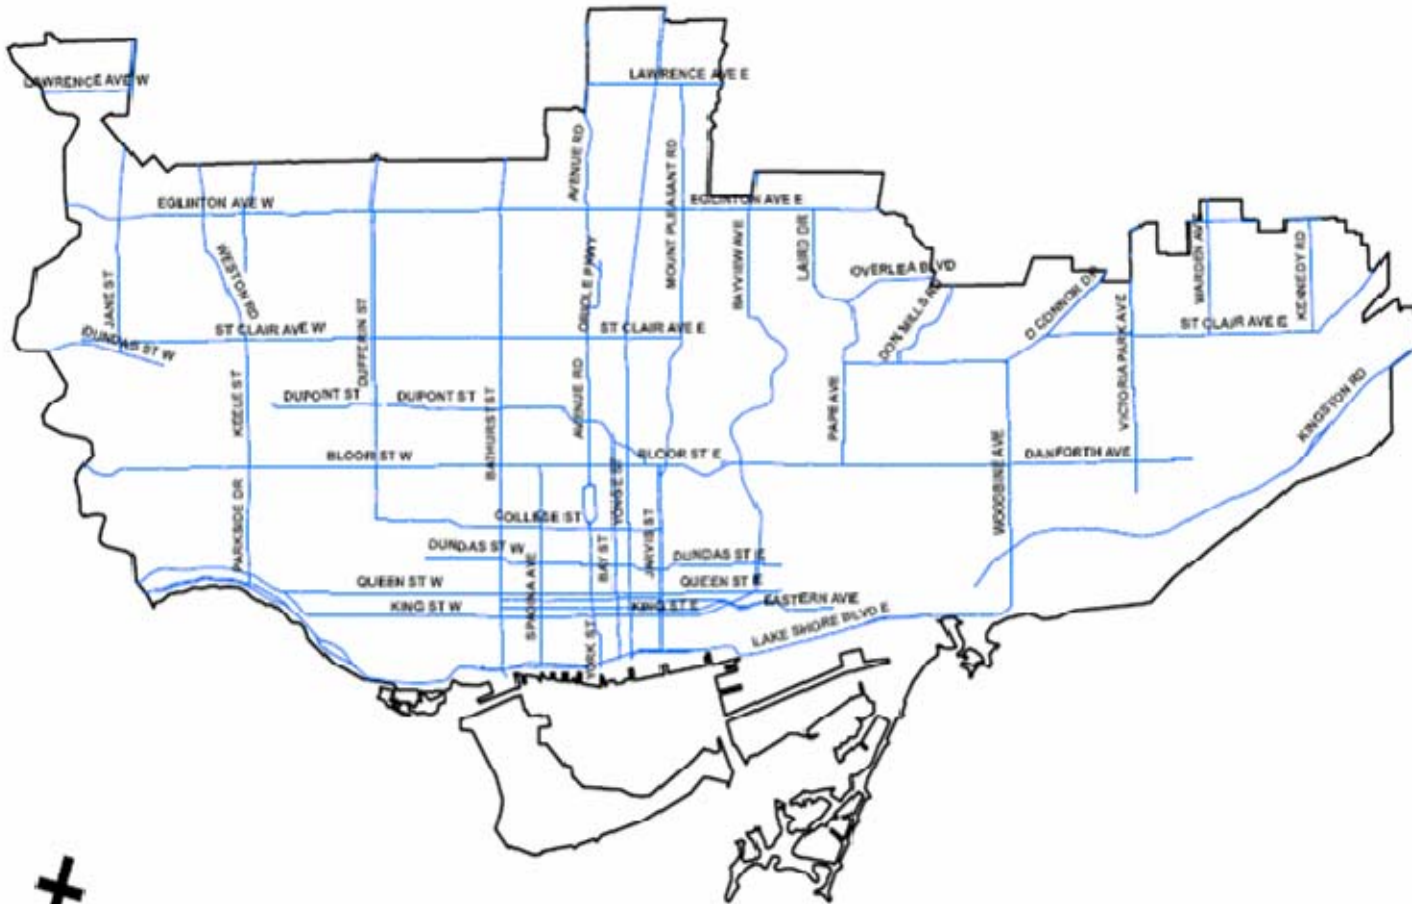 LAWRENCE AVE W
LAWRENCE AVE E
AVENUE RD
MOUNT PLEASANT RD
EGLINTON AVE W
EGLINTON AVE E
JANE ST
WESTON RD
ORIOLE PKWY
BAYVIEW AVE
LAIRD DR
OVERLEA BLVD
DON MILLS RD
O CONNOR DR
WARDEN AVE
KENNEDY RD
DUNDAS ST W
ST CLAIR AVE W
ST CLAIR AVE E
VICTORIA PARK AVE
ST CLAIR AVE E
DUFFERIN ST
KEELE ST
DUPONT ST
DUPONT ST
BATHURST ST
AVENUE RD
PAPE AVE
KINGSTON RD
BLOOR ST W
BLOOR ST E
DANFORTH AVE
WOODBINE AVE
YONGE ST
PARKSIDE DR
COLLEGE ST
JARVIS ST
BAY ST
DUNDAS ST W
DUNDAS ST E
SPADINA AVE
QUEEN ST W
QUEEN ST E
KING ST W
KING ST E
EASTERN AVE
LAKE SHORE BLVD E
YORK ST